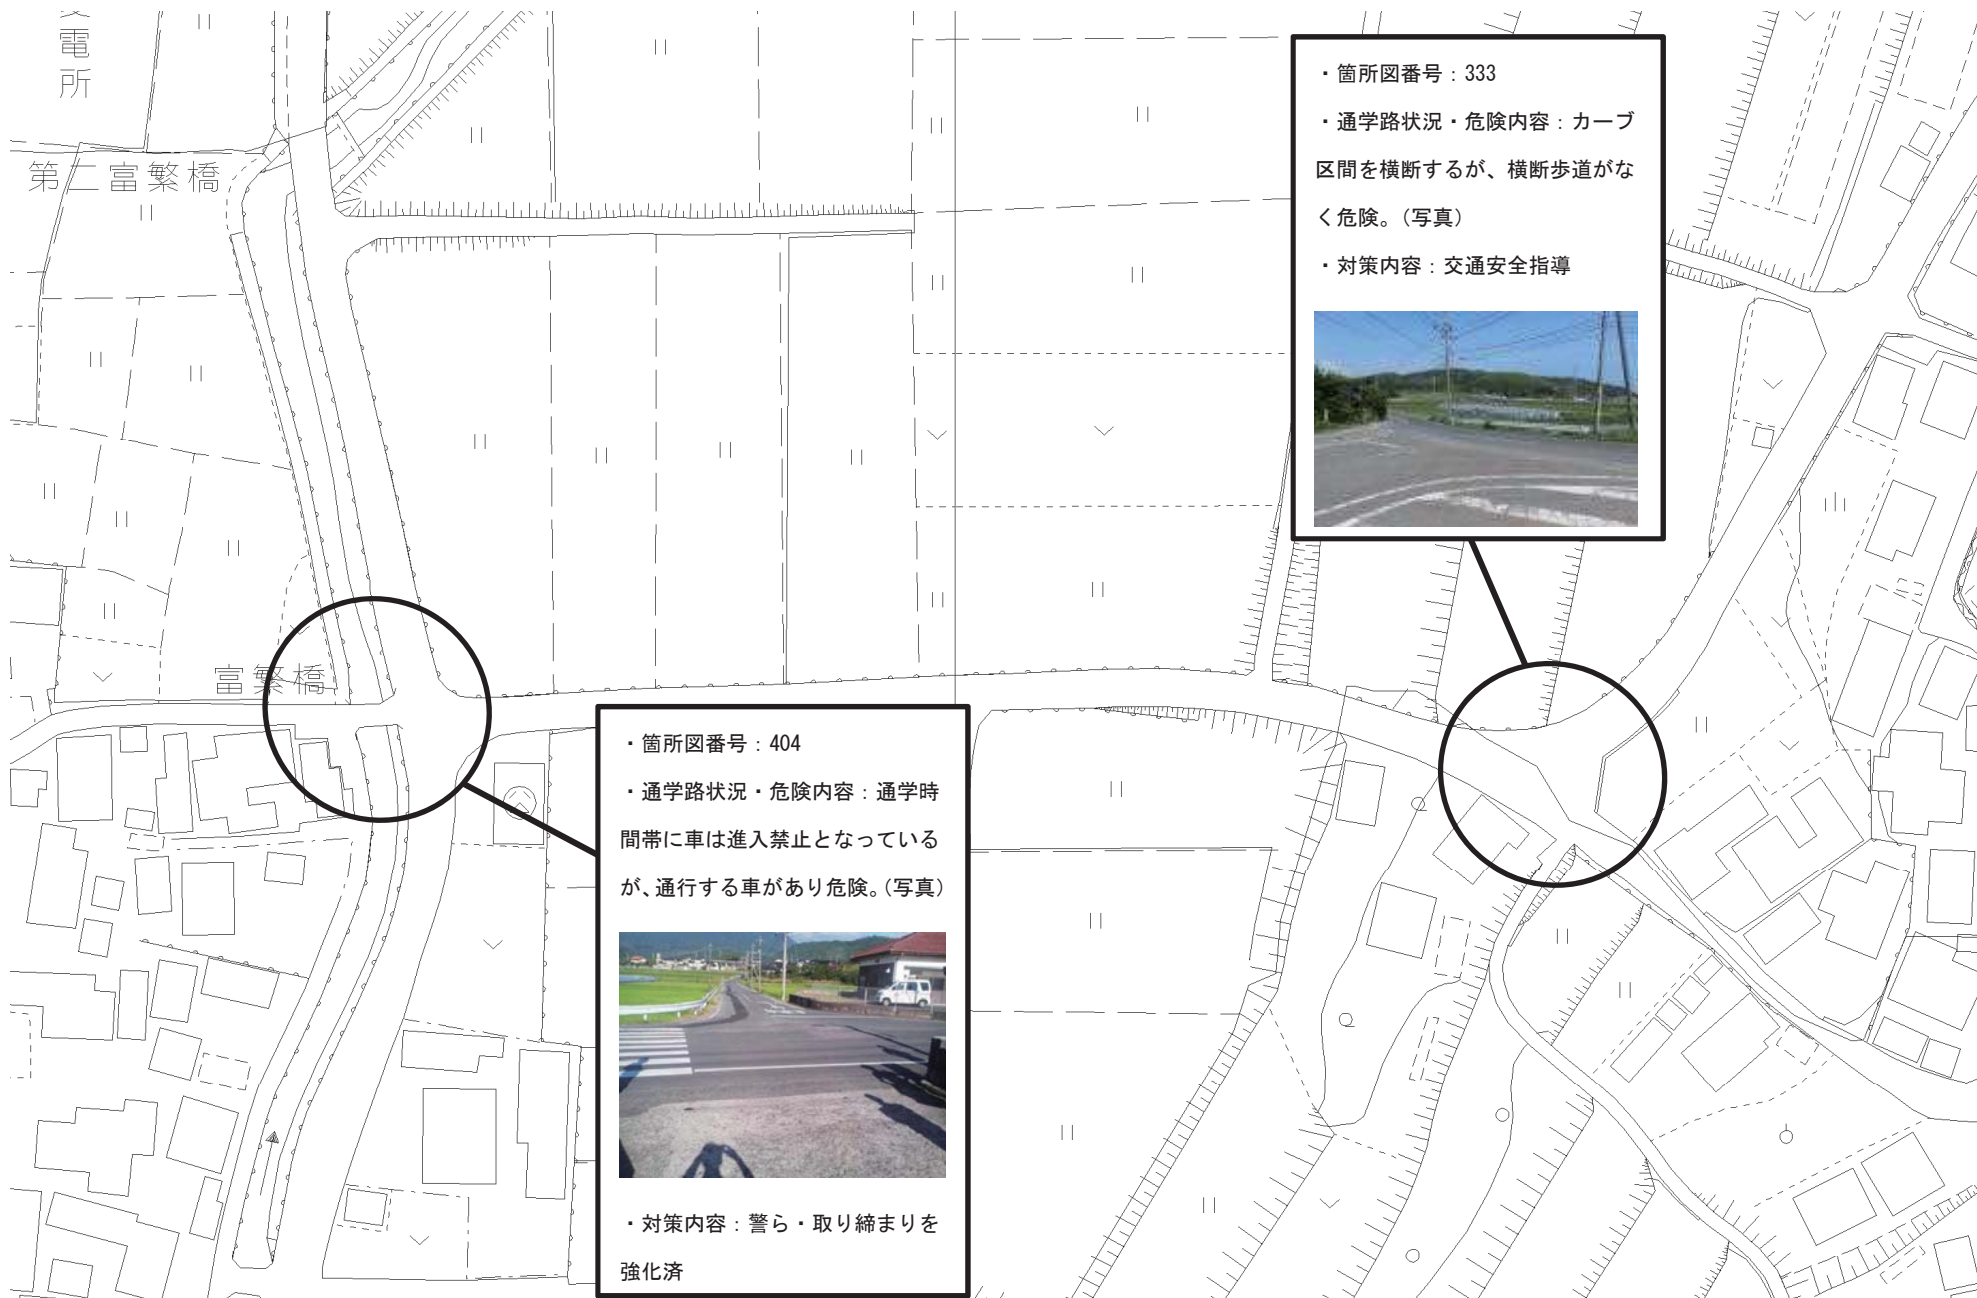 電
所
第二富繁橋
富繁橋
・箇所図番号：333
・通学路状況・危険内容：カーブ
区間を横断するが、横断歩道がな
く危険。（写真）
・対策内容：交通安全指導
・箇所図番号：404
・通学路状況・危険内容：通学時
間帯に車は進入禁止となっている
が、通行する車があり危険。（写真）
・対策内容：警ら・取り締まりを
強化済